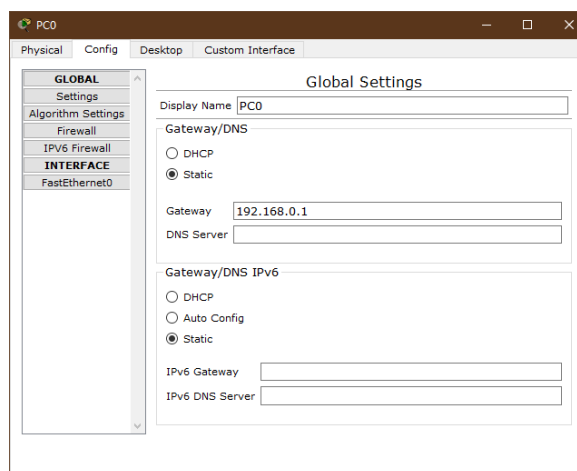 PC0
Physical Config Desktop Custom Interface
GLOBAL
Settings
Algorithm Settings
Firewall
IPV6 Firewall
INTERFACE
FastEthernet0
Global Settings
Display Name PC0
Gateway/DNS
DHCP
Static
Gateway 192.168.0.1
DNS Server
Gateway/DNS IPv6
DHCP
Auto Config
Static
IPv6 Gateway
IPv6 DNS Server